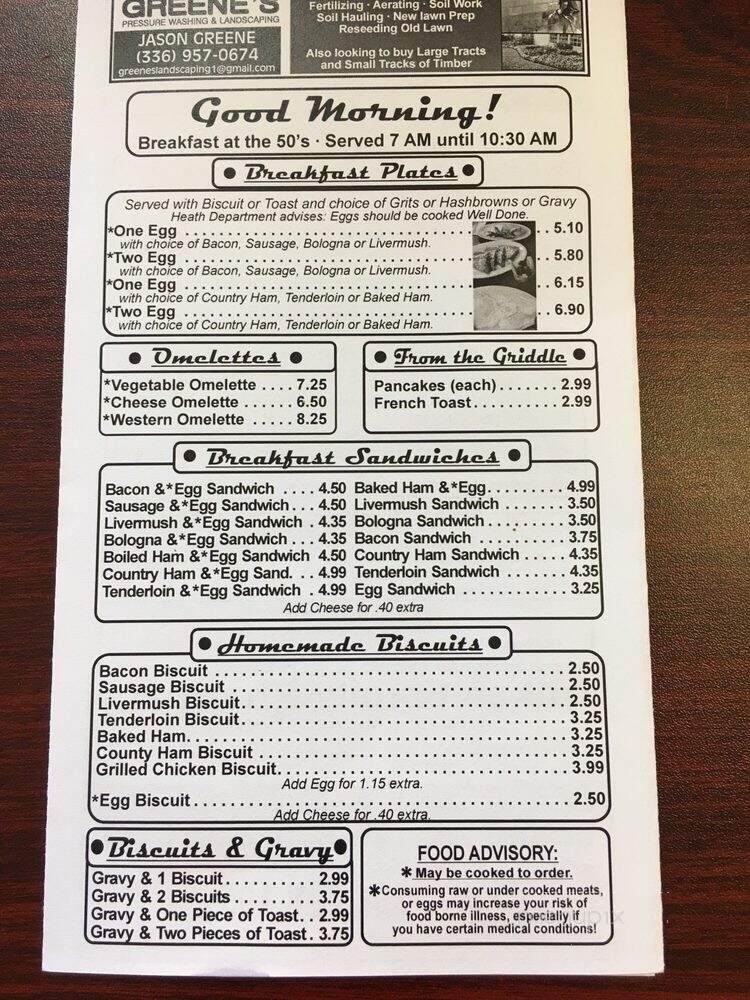 GREENE'S
PRESSURE WASHING & LANDSCAPING
JASON GREENE
(336) 957-0674
greeneslandscaping1@gmail.com
Fertilizing · Aerating · Soil Work
Soil Hauling · New lawn Prep
Reseeding Old Lawn
Also looking to buy Large Tracts
and Small Tracks of Timber
Good Morning!
Breakfast at the 50's · Served 7 AM until 10:30 AM
• Breakfast Plates •
Served with Biscuit or Toast and choice of Grits or Hashbrowns or Gravy
Heath Department advises: Eggs should be cooked Well Done.
*One Egg . . . . . 5.10
with choice of Bacon, Sausage, Bologna or Livermush.
*Two Egg . . . . . 5.80
with choice of Bacon, Sausage, Bologna or Livermush.
*One Egg . . . . . 6.15
with choice of Country Ham, Tenderloin or Baked Ham.
*Two Egg . . . . . 6.90
with choice of Country Ham, Tenderloin or Baked Ham.
• Omelettes •
*Vegetable Omelette . . . . 7.25
*Cheese Omelette . . . . . . 6.50
*Western Omelette . . . . . 8.25
• From the Griddle •
Pancakes (each) . . . . . . . 2.99
French Toast . . . . . . . . . . 2.99
• Breakfast Sandwiches •
Bacon &*Egg Sandwich . . . . 4.50
Sausage &*Egg Sandwich . . . 4.50
Livermush &*Egg Sandwich . 4.35
Bologna &*Egg Sandwich . . . 4.35
Boiled Ham &*Egg Sandwich 4.50
Country Ham &*Egg Sand. . . 4.99
Tenderloin &*Egg Sandwich . 4.99
Baked Ham &*Egg . . . . . . . . . 4.99
Livermush Sandwich . . . . . . . 3.50
Bologna Sandwich . . . . . . . . . 3.50
Bacon Sandwich . . . . . . . . . . 3.75
Country Ham Sandwich . . . . . 4.35
Tenderloin Sandwich . . . . . . . 4.35
Egg Sandwich . . . . . . . . . . . . 3.25
Add Cheese for .40 extra
• Homemade Biscuits •
Bacon Biscuit . . . . . 2.50
Sausage Biscuit . . . . . 2.50
Livermush Biscuit . . . . . 2.50
Tenderloin Biscuit . . . . . 3.25
Baked Ham . . . . . 3.25
County Ham Biscuit . . . . . 3.25
Grilled Chicken Biscuit . . . . . 3.99
Add Egg for 1.15 extra.
*Egg Biscuit . . . . . 2.50
Add Cheese for .40 extra.
• Biscuits & Gravy •
Gravy & 1 Biscuit . . . . . . . . . . 2.99
Gravy & 2 Biscuits . . . . . . . . . 3.75
Gravy & One Piece of Toast . . 2.99
Gravy & Two Pieces of Toast . 3.75
FOOD ADVISORY:
* May be cooked to order.
*Consuming raw or under cooked meats,
or eggs may increase your risk of
food borne illness, especially if
you have certain medical conditions!